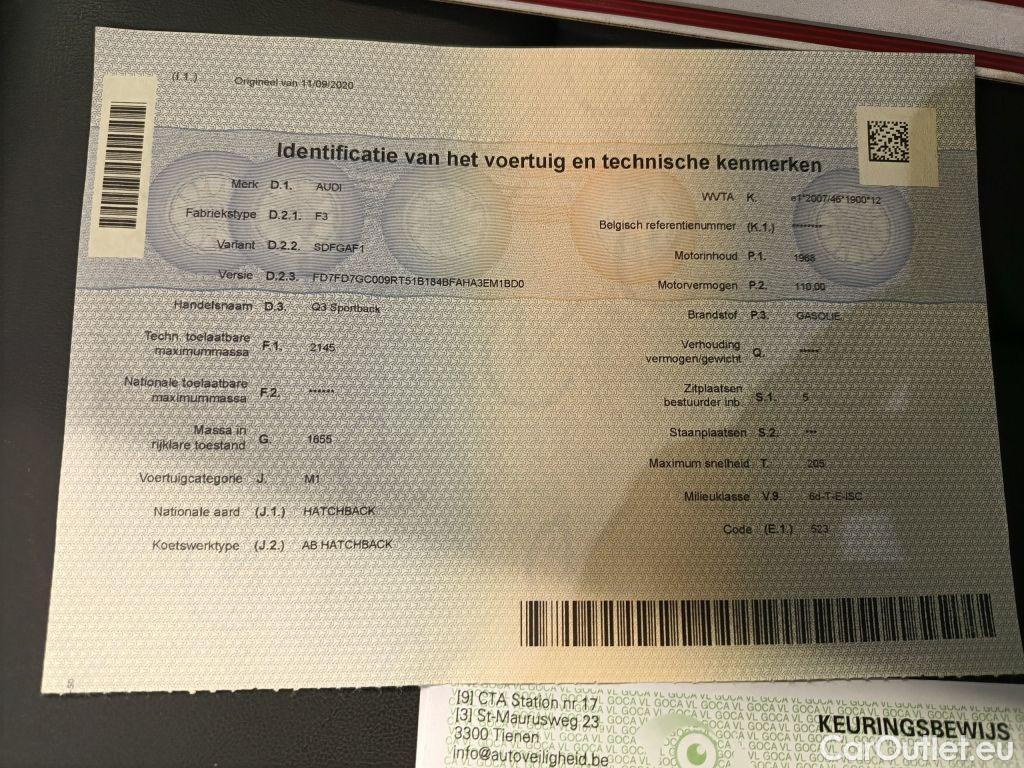 (I.1.) Origineel van 11/09/2020
Identificatie van het voertuig en technische kenmerken
Merk D.1. AUDI
Fabriekstype D.2.1. F3
Variant D.2.2. SDFGAF1
Versie D.2.3. FD7FD7GC009RT51B184BFAHA3EM1BD0
Handelsnaam D.3. Q3 Sportback
Techn. toelaatbare
maximummassa F.1. 2145
Nationale toelaatbare
maximummassa F.2. ******
Massa in
rijklare toestand G. 1655
Voertuigcategorie J. M1
Nationale aard (J.1.) HATCHBACK
Koetswerktype (J.2.) AB HATCHBACK
WVTA K. e1*2007/46*1900*12
Belgisch referentienummer (K.1.) ********
Motorinhoud P.1. 1968
Motorvermogen P.2. 110,00
Brandstof P.3. GASOLIE
Verhouding
vermogen/gewicht Q. *****
Zitplaatsen
bestuurder inb. S.1. 5
Staanplaatsen S.2. ***
Maximum snelheid T. 205
Milieuklasse V.9. 6d-T-E-ISC
Code (E.1.) 523
[9] CTA Station nr 17
[3] St-Maurusweg 23
3300 Tienen
info@autoveiligheid.be
KEURINGSBEWIJS
CarOutlet.eu